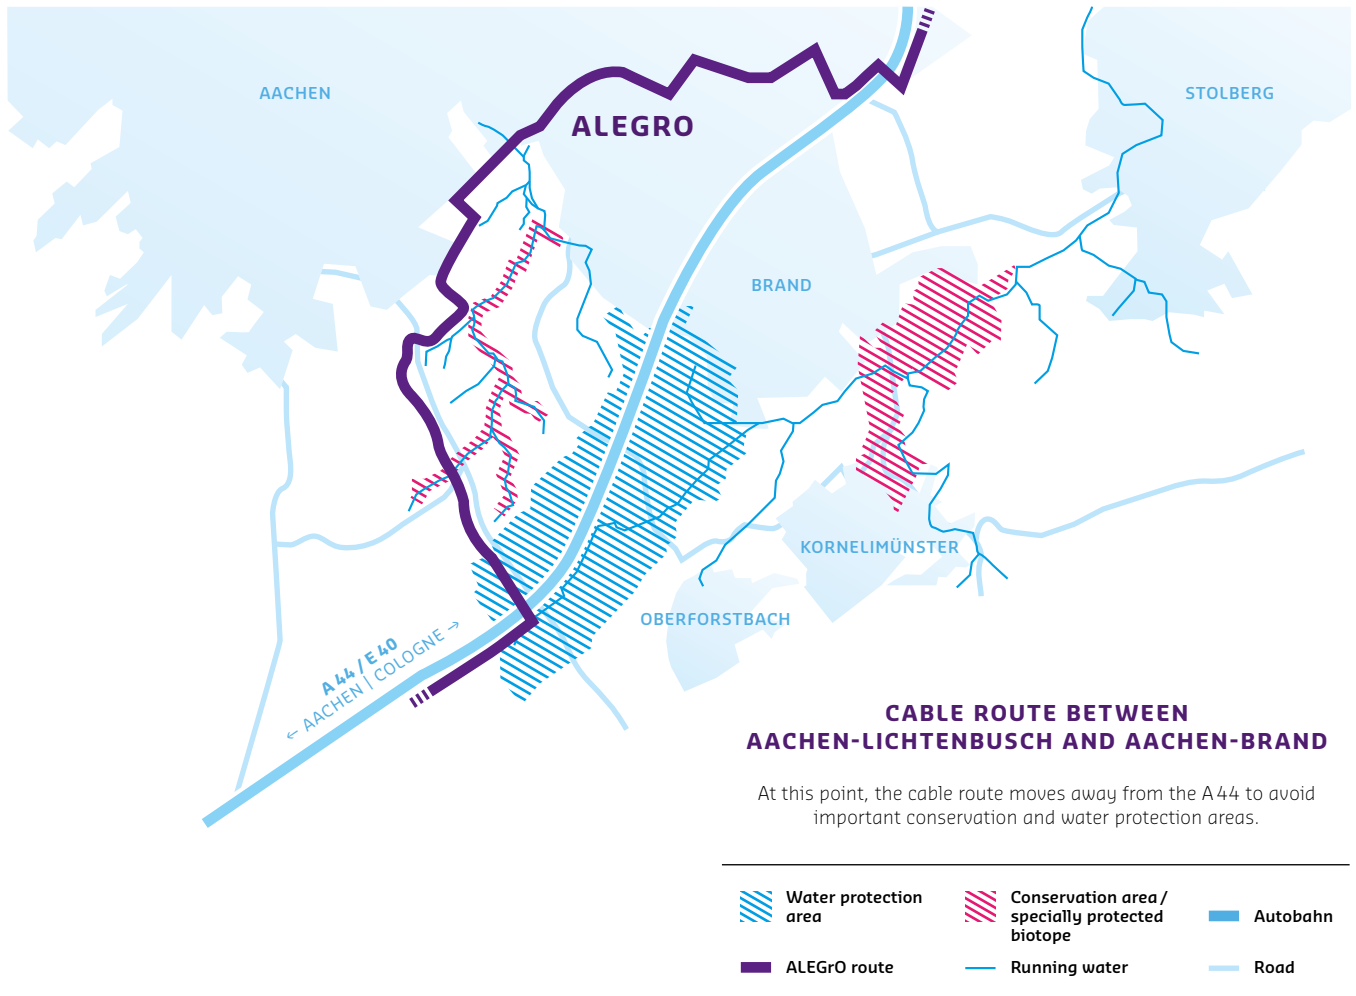 AACHEN
STOLBERG
ALEGRO
BRAND
KORNELIMÜNSTER
OBERFORSTBACH
A 44 / E 40
← AACHEN | COLOGNE →
CABLE ROUTE BETWEEN
AACHEN-LICHTENBUSCH AND AACHEN-BRAND
At this point, the cable route moves away from the A 44 to avoid
important conservation and water protection areas.
Water protection
area
Conservation area /
specially protected
biotope
Autobahn
ALEGrO route
Running water
Road